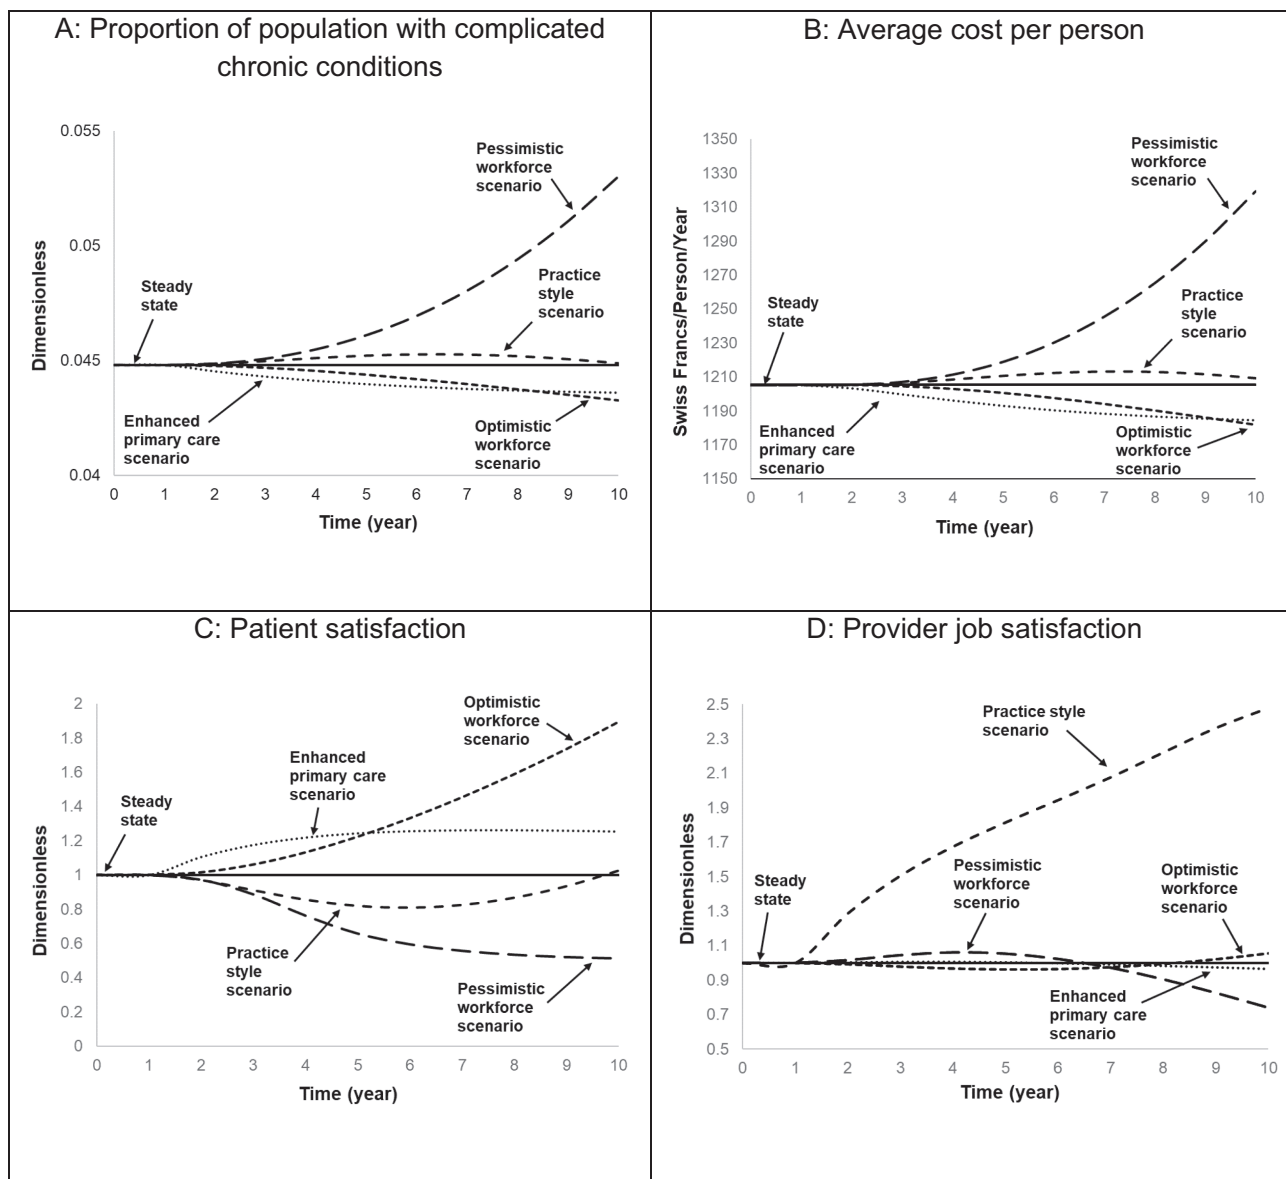 A: Proportion of population with complicated
chronic conditions
0.055
0.05
0.045
0.04
Dimensionless
Pessimistic
workforce
scenario
Practice
style
scenario
Steady
state
Enhanced
primary care
scenario
Optimistic
workforce
scenario
0 1 2 3 4 5 6 7 8 9 10
Time (year)
B: Average cost per person
1350
1330
1310
1290
1270
1250
1230
1210
1190
1170
1150
Swiss Francs/Person/Year
Pessimistic
workforce
scenario
Practice
style
scenario
Steady
state
Enhanced
primary care
scenario
Optimistic
workforce
scenario
0 1 2 3 4 5 6 7 8 9 10
Time (year)
C: Patient satisfaction
2
1.8
1.6
1.4
1.2
1
0.8
0.6
0.4
0.2
0
Dimensionless
Optimistic
workforce
scenario
Enhanced
primary care
scenario
Steady
state
Practice
style
scenario
Pessimistic
workforce
scenario
0 1 2 3 4 5 6 7 8 9 10
Time (year)
D: Provider job satisfaction
2.5
2.3
2.1
1.9
1.7
1.5
1.3
1.1
0.9
0.7
0.5
Dimensionless
Practice style
scenario
Pessimistic
workforce
scenario
Optimistic
workforce
scenario
Steady
state
Enhanced
primary care
scenario
0 1 2 3 4 5 6 7 8 9 10
Time (year)